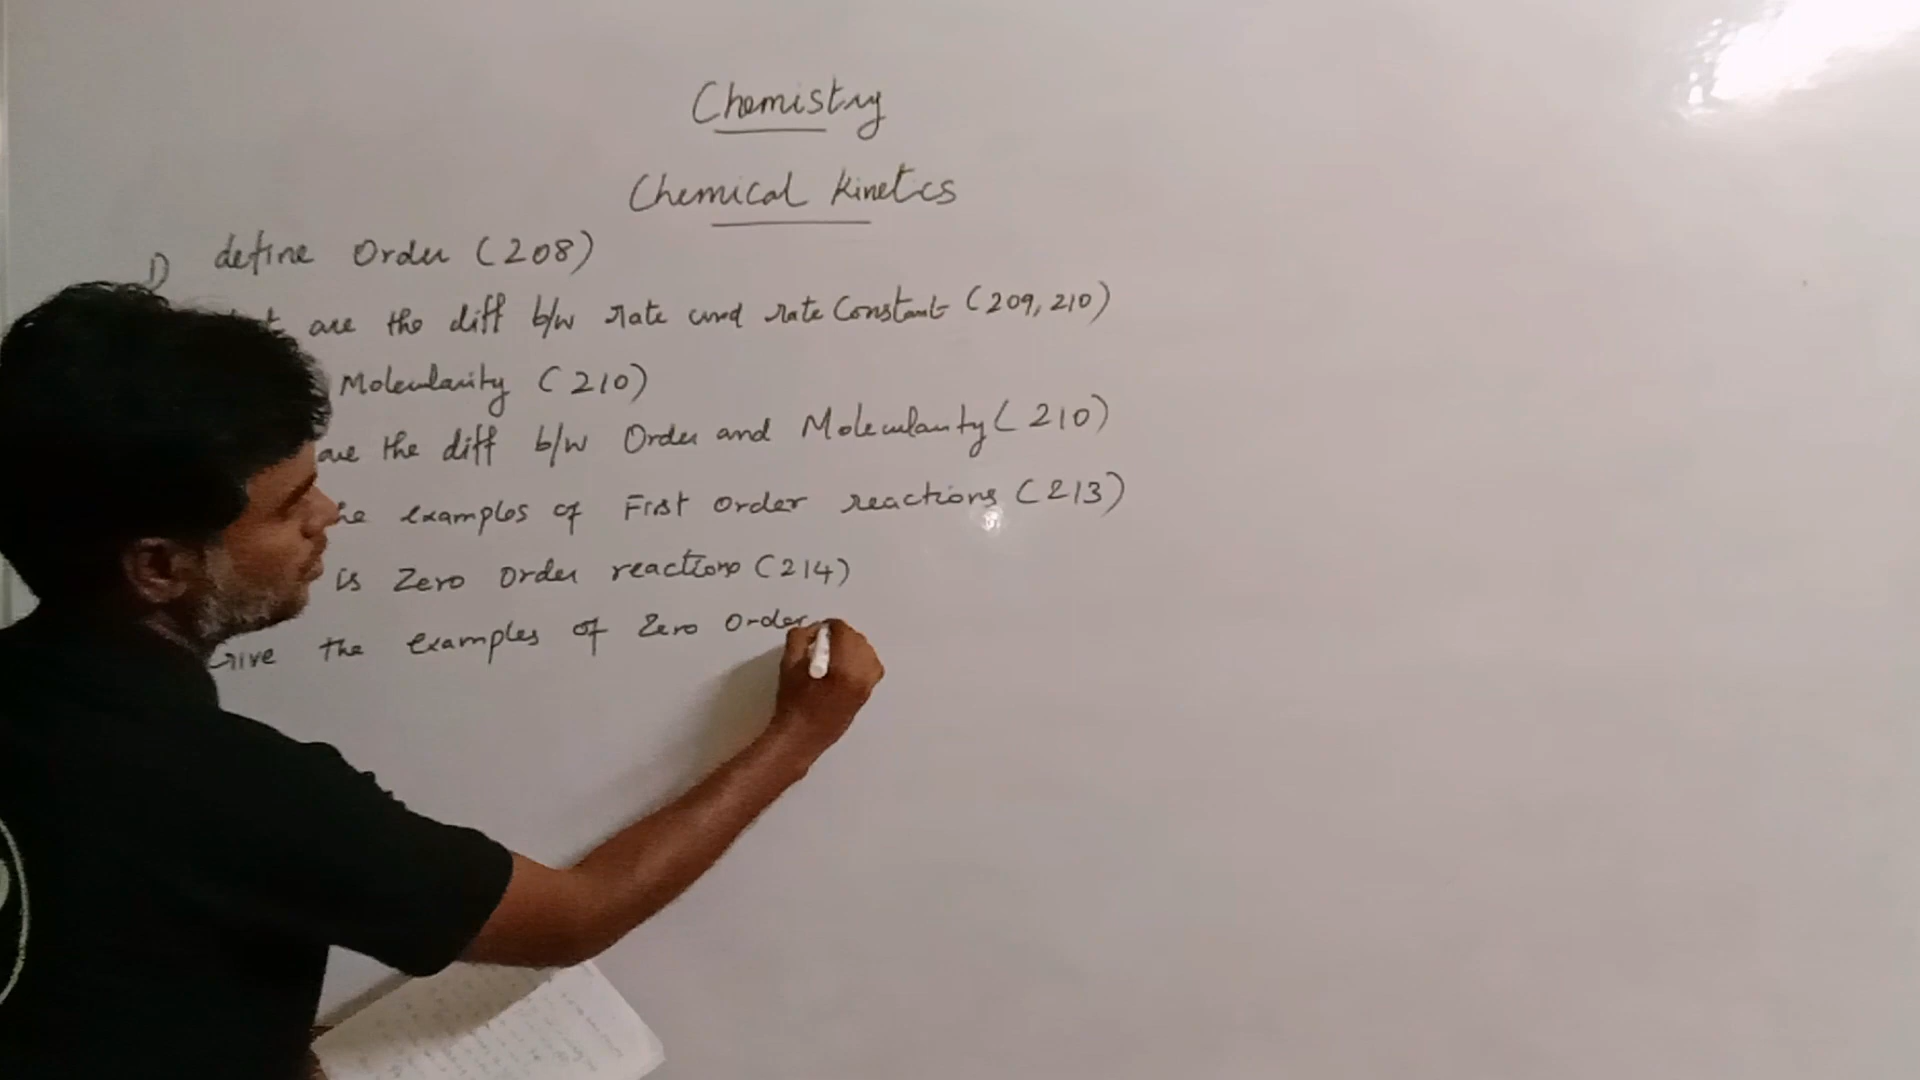 Chemistry
Chemical Kinetics
1) define Order (208)
are the diff b/w rate and rate Constant (209, 210)
Molecularity (210)
are the diff b/w Order and Molecularity (210)
examples of First order reactions (213)
is Zero order reactions (214)
Give the examples of Zero Order